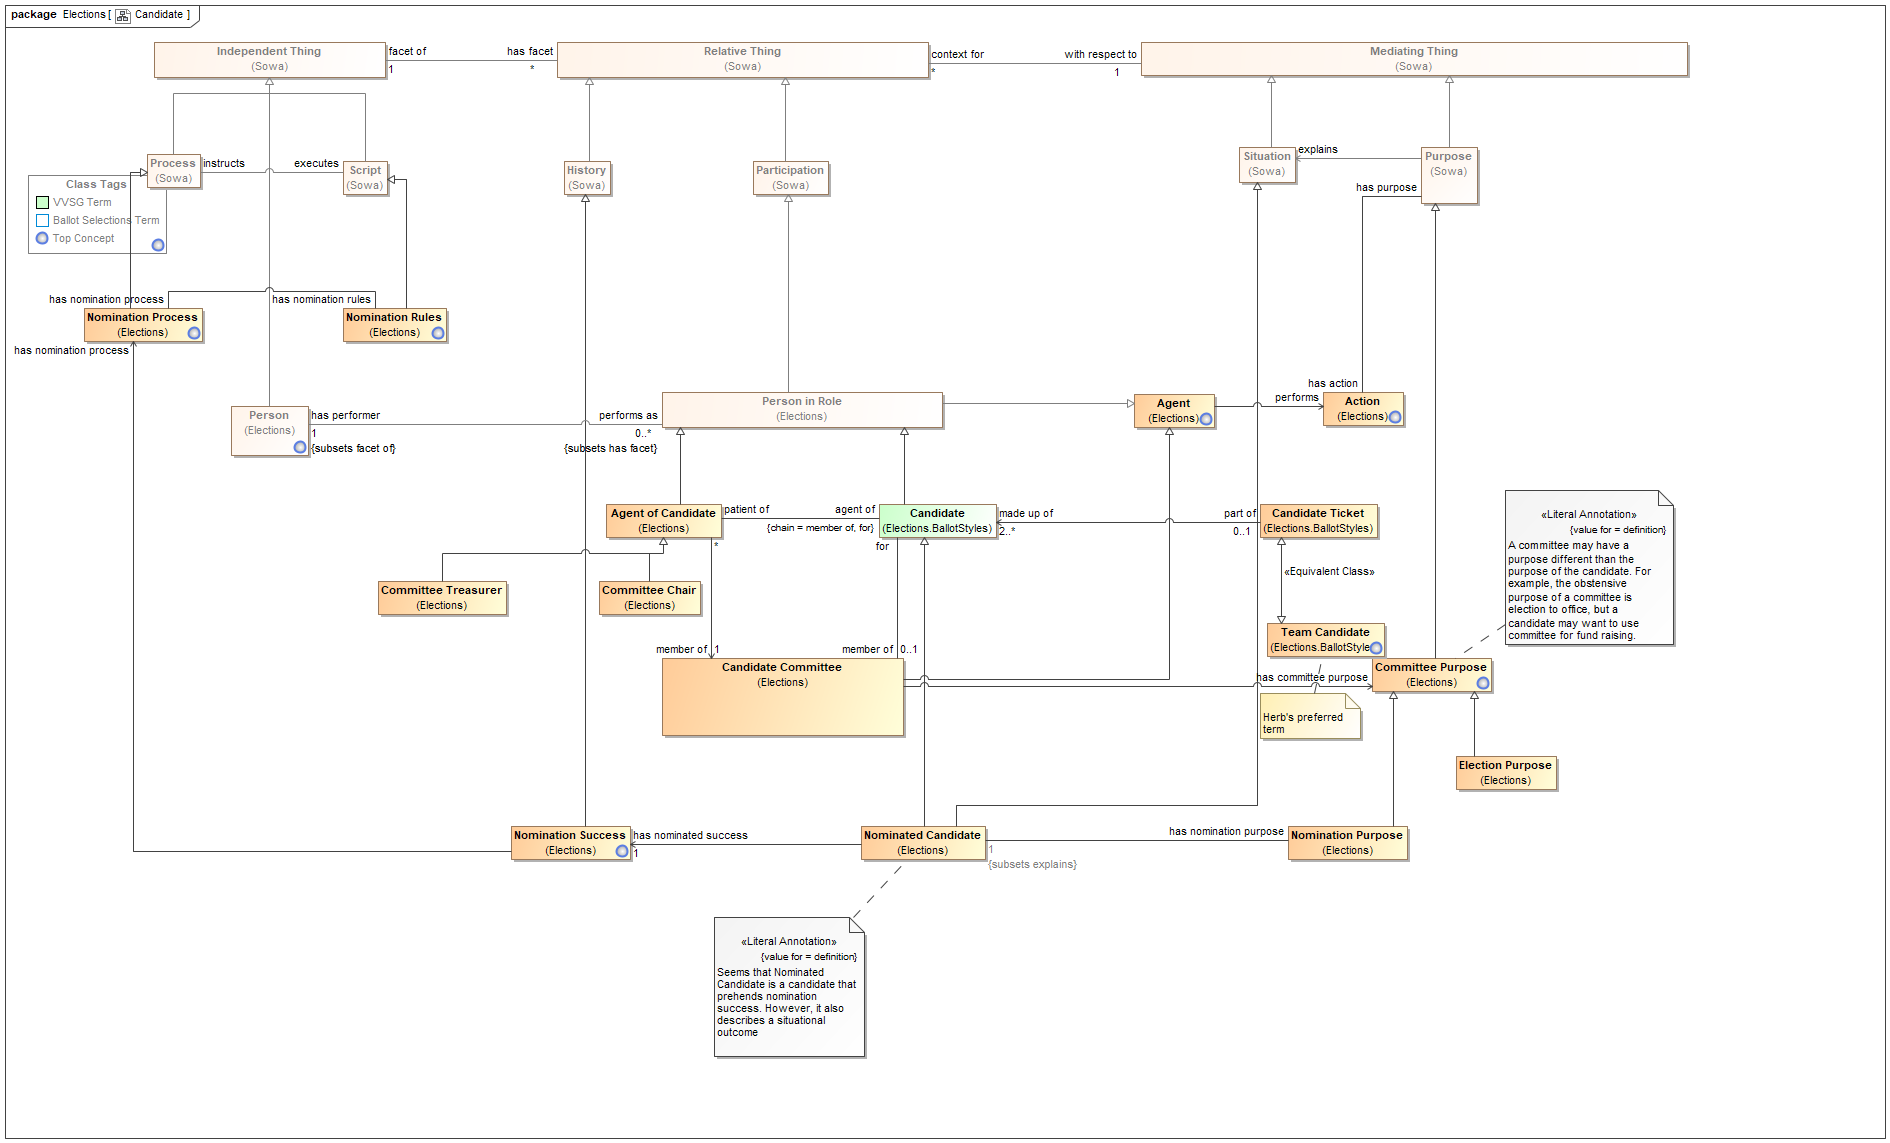 package Elections [ Candidate ]
Independent Thing
(Sowa)
facet of
1
has facet
*
Relative Thing
(Sowa)
context for
*
with respect to
1
Mediating Thing
(Sowa)
Process
(Sowa)
instructs
executes
Script
(Sowa)
History
(Sowa)
Participation
(Sowa)
Situation
(Sowa)
explains
Purpose
(Sowa)
has purpose
Class Tags
VVSG Term
Ballot Selections Term
Top Concept
has nomination process
has nomination rules
Nomination Process
(Elections)
Nomination Rules
(Elections)
has nomination process
Person
(Elections)
has performer
1
{subsets facet of}
performs as
0..*
{subsets has facet}
Person in Role
(Elections)
Agent
(Elections)
performs
has action
Action
(Elections)
Agent of Candidate
(Elections)
patient of
agent of
{chain = member of, for}
*
Candidate
(Elections.BallotStyles)
for
made up of
2..*
part of
0..1
Candidate Ticket
(Elections.BallotStyles)
«Equivalent Class»
Committee Treasurer
(Elections)
Committee Chair
(Elections)
Team Candidate
(Elections.BallotStyle
«Literal Annotation»
{value for = definition}
A committee may have a
purpose different than the
purpose of the candidate. For
example, the obstensive
purpose of a committee is
election to office, but a
candidate may want to use
committee for fund raising.
member of
1
member of
0..1
Candidate Committee
(Elections)
has committee purpose
Committee Purpose
(Elections)
Herb's preferred
term
Election Purpose
(Elections)
Nomination Success
(Elections)
has nominated success
1
Nominated Candidate
(Elections)
1
{subsets explains}
has nomination purpose
Nomination Purpose
(Elections)
«Literal Annotation»
{value for = definition}
Seems that Nominated
Candidate is a candidate that
prehends nomination
success. However, it also
describes a situational
outcome